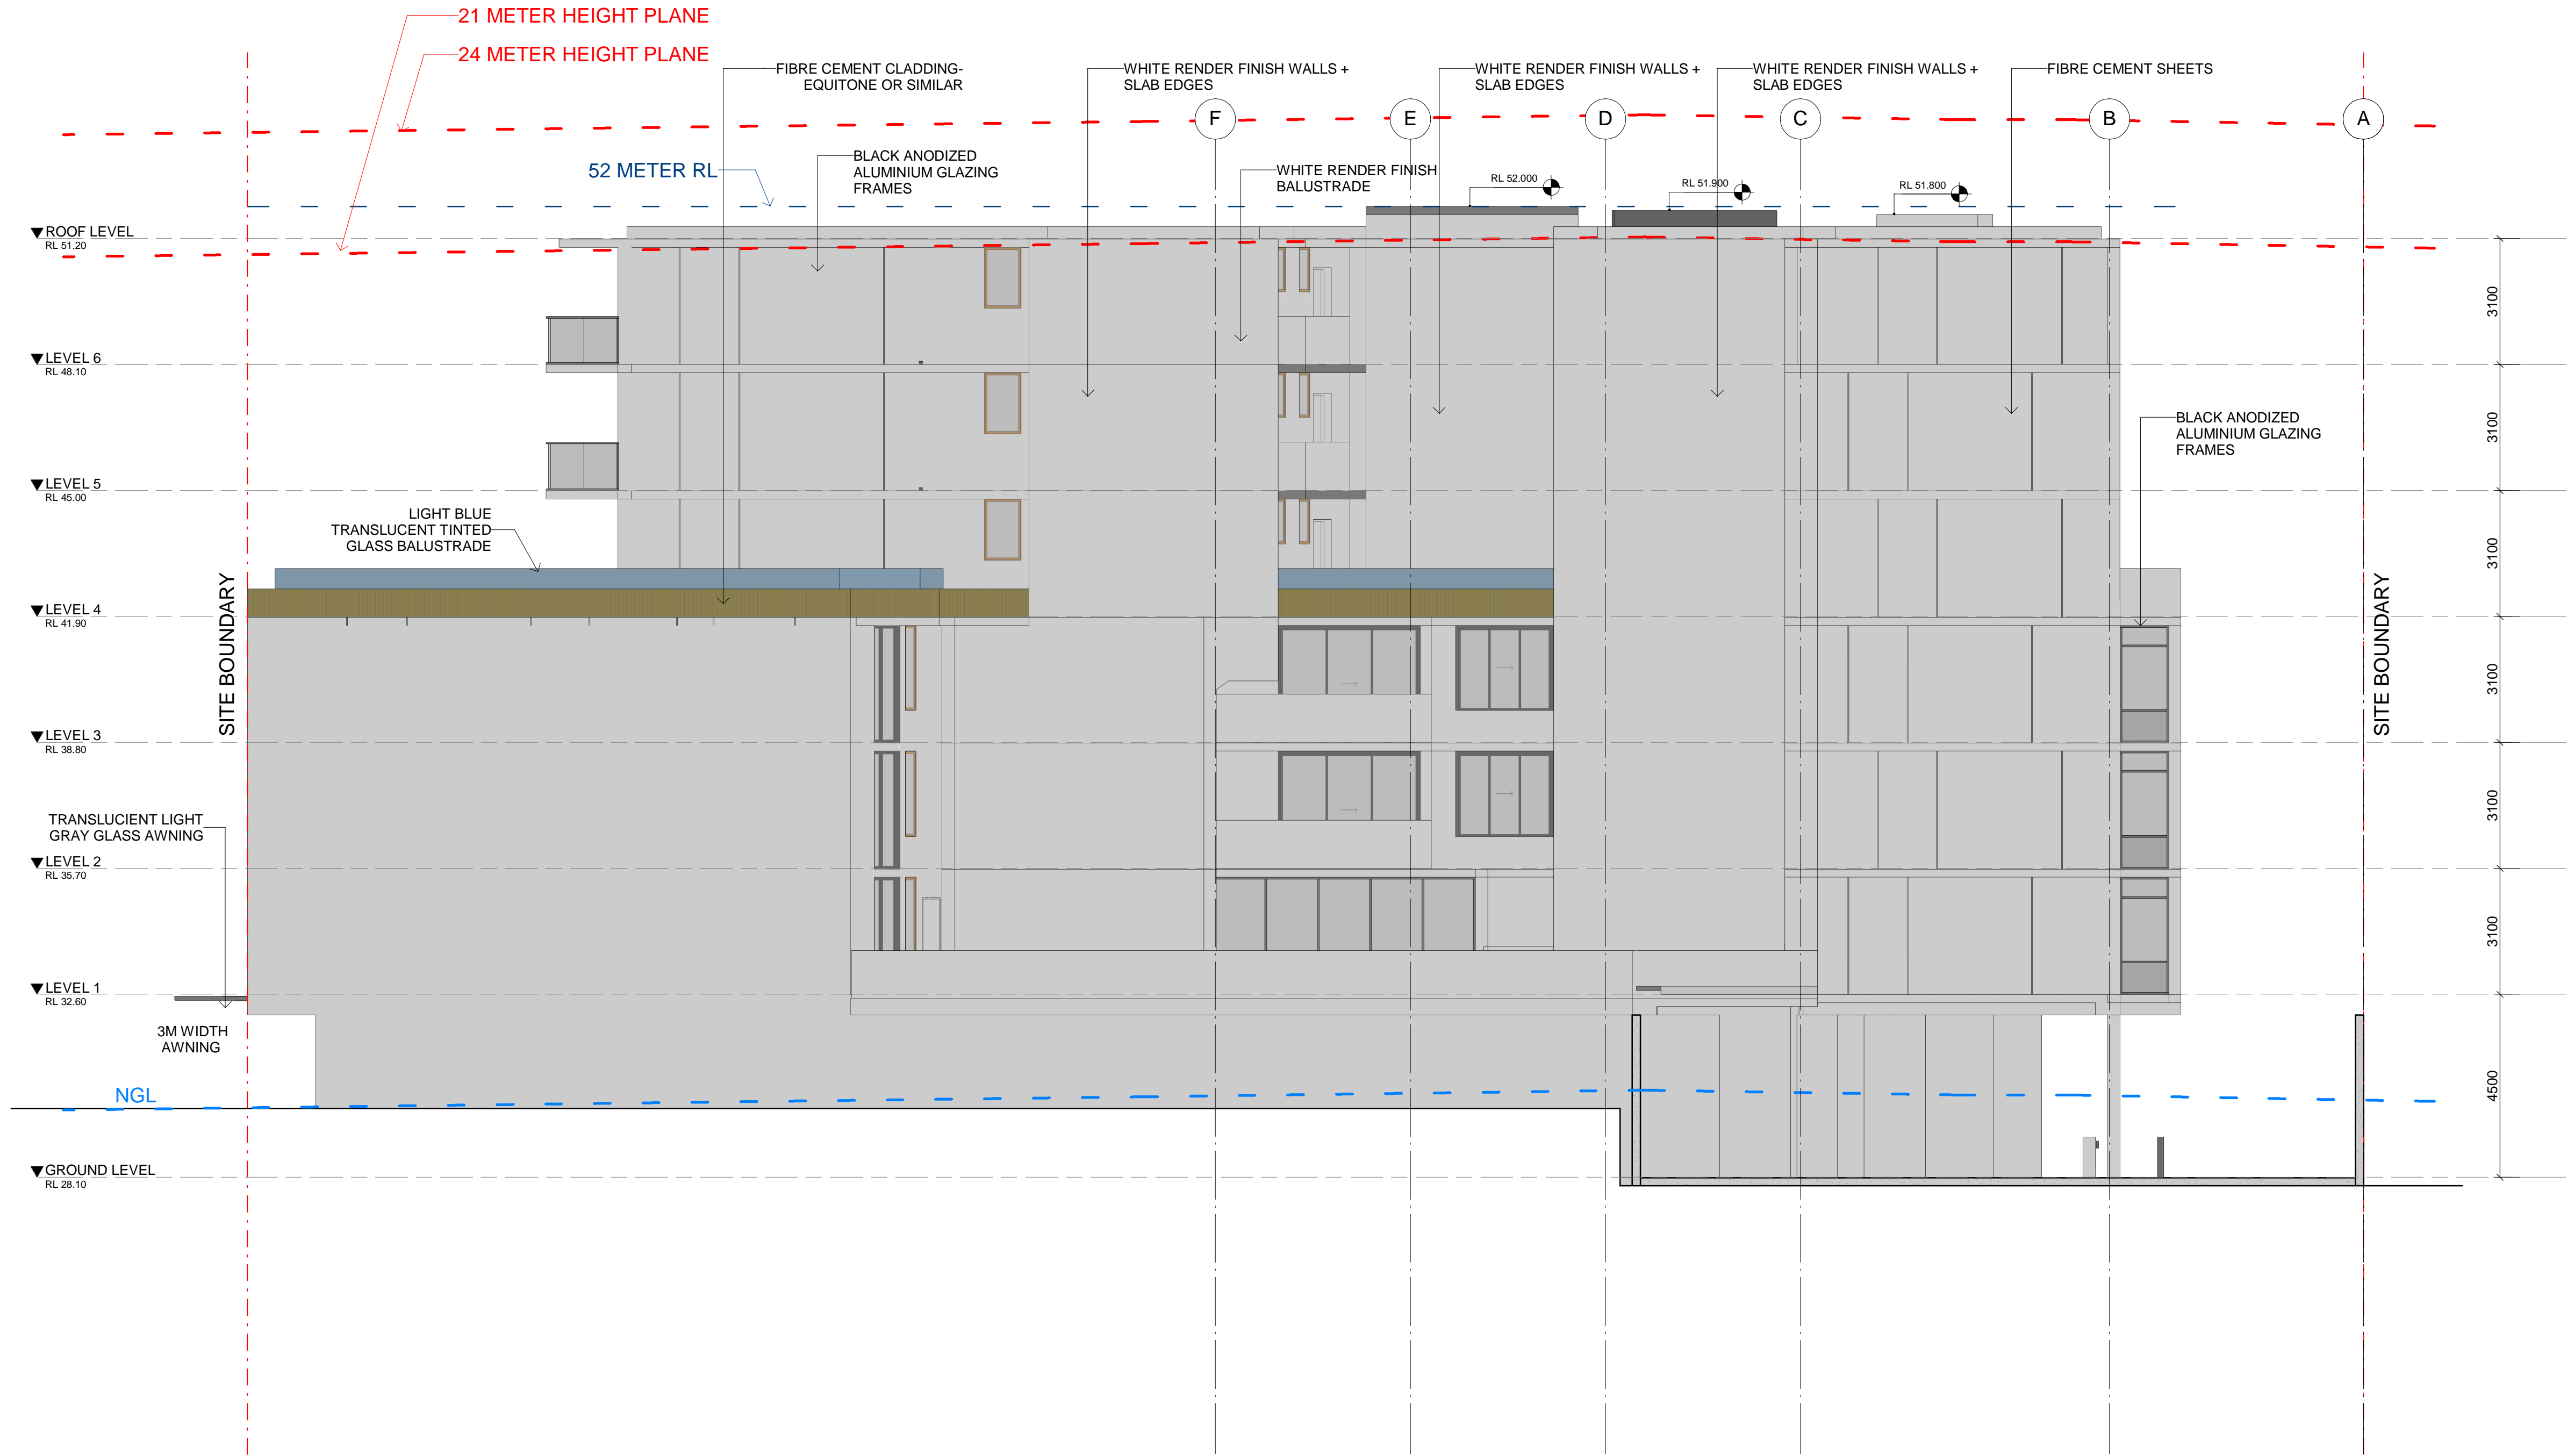 21 METER HEIGHT PLANE
24 METER HEIGHT PLANE
FIBRE CEMENT CLADDING-
EQUITONE OR SIMILAR
WHITE RENDER FINISH WALLS +
SLAB EDGES
WHITE RENDER FINISH WALLS +
SLAB EDGES
WHITE RENDER FINISH WALLS +
SLAB EDGES
FIBRE CEMENT SHEETS
F
E
D
C
B
A
52 METER RL
BLACK ANODIZED
ALUMINIUM GLAZING
FRAMES
WHITE RENDER FINISH
BALUSTRADE
RL 52.000
RL 51.900
RL 51.800
ROOF LEVEL
RL 51.20
3100
LEVEL 6
RL 48.10
3100
BLACK ANODIZED
ALUMINIUM GLAZING
FRAMES
LEVEL 5
RL 45.00
LIGHT BLUE
TRANSLUCENT TINTED
GLASS BALUSTRADE
3100
LEVEL 4
RL 41.90
SITE BOUNDARY
SITE BOUNDARY
3100
LEVEL 3
RL 38.80
3100
TRANSLUCIENT LIGHT
GRAY GLASS AWNING
LEVEL 2
RL 35.70
3100
LEVEL 1
RL 32.60
3M WIDTH
AWNING
NGL
4500
GROUND LEVEL
RL 28.10